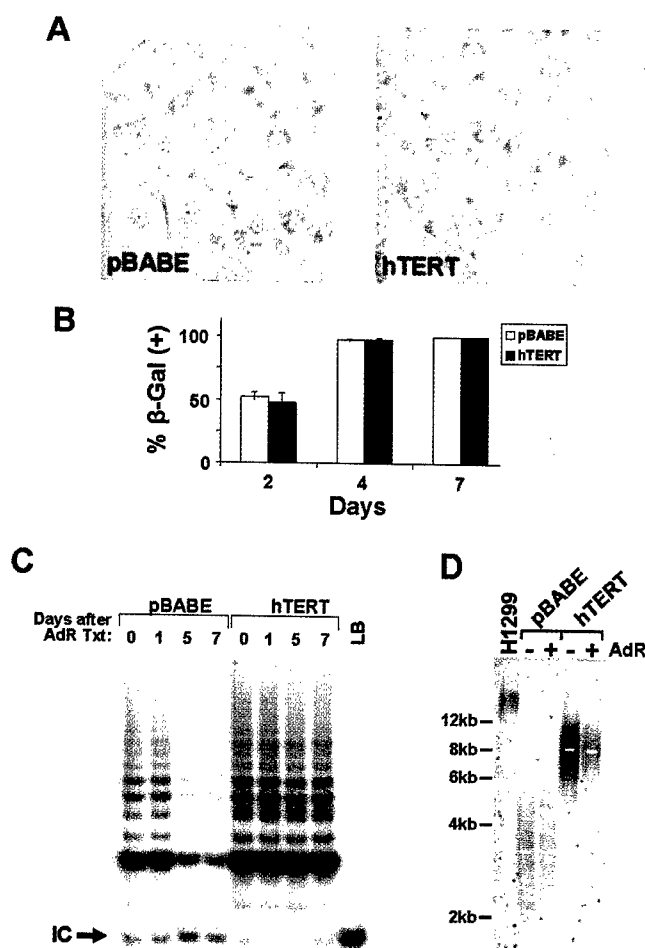 A
pBABE
hTERT
B
% β-Gal (+)
100
50
0
pBABE
hTERT
2
4
7
Days
C
pBABE
hTERT
LB
Days after
AdR Txt:
0 1 5 7 0 1 5 7
IC
D
H1299
pBABE
hTERT
- + - + AdR
12kb
8kb
6kb
4kb
2kb